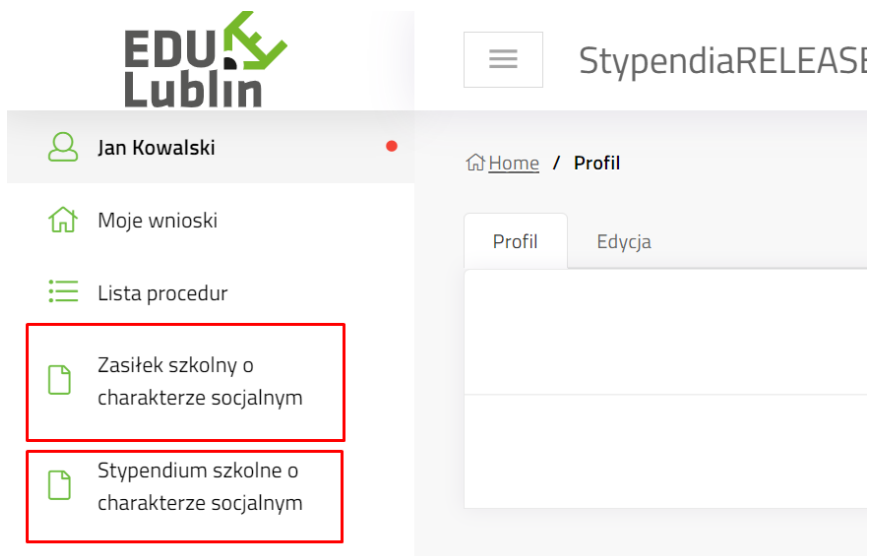 EDU
Lublin
Jan Kowalski
Moje wnioski
Lista procedur
Zasiłek szkolny o
charakterze socjalnym
Stypendium szkolne o
charakterze socjalnym
StypendiaRELEASE
Home / Profil
Profil Edycja